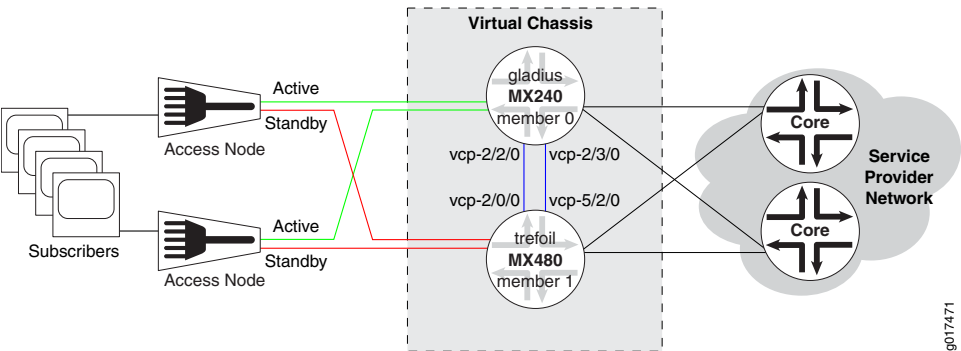 Virtual Chassis
gladius
MX240
member 0
Active
Standby
Access Node
Core
vcp-2/2/0 vcp-2/3/0
Service
Provider
Network
vcp-2/0/0 vcp-5/2/0
Active
Standby
Access Node
Subscribers
trefoil
MX480
member 1
Core
g017471